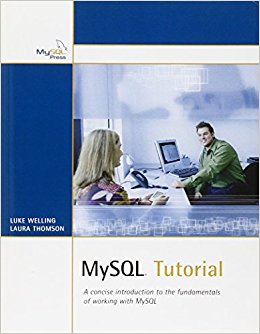 MySQL
Press
LUKE WELLING
LAURA THOMSON
MySQL Tutorial
A concise introduction to the fundamentals
of working with MySQL